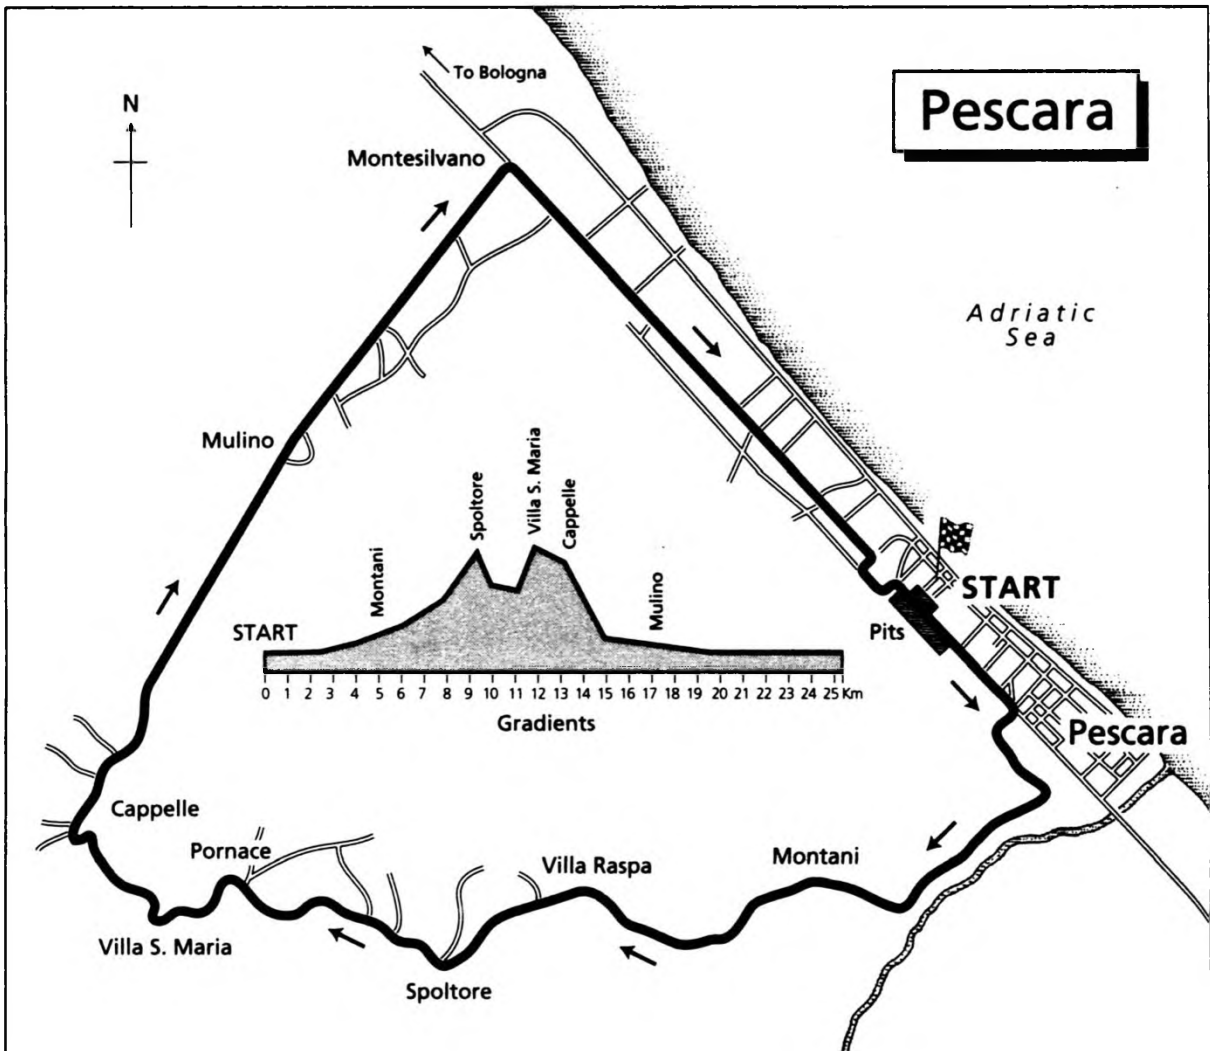 To Bologna
Pescara
N
Montesilvano
Adriatic
Sea
Mulino
Spoltore
Villa S. Maria
Cappelle
Montani
Mulino
START
START
Pits
0 1 2 3 4 5 6 7 8 9 10 11 12 13 14 15 16 17 18 19 20 21 22 23 24 25 Km
Gradients
Pescara
Cappelle
Pornace
Villa Raspa
Montani
Villa S. Maria
Spoltore